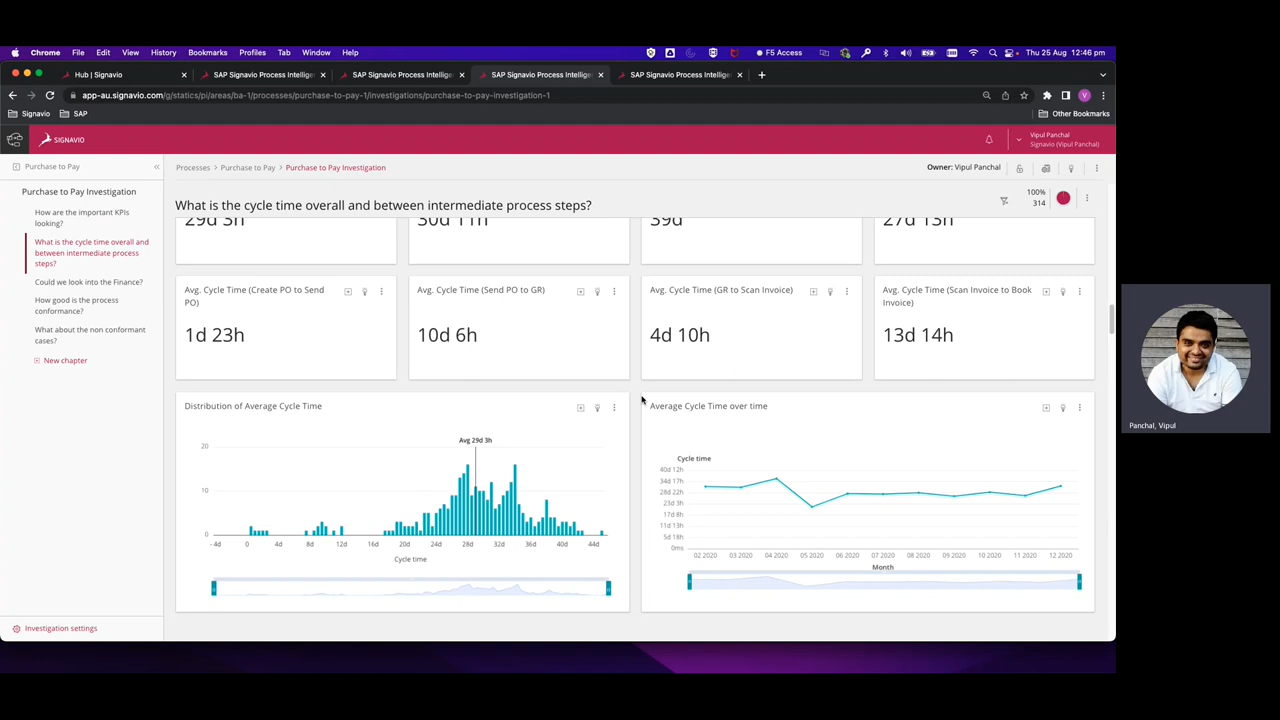 Chrome File Edit View History Bookmarks Profiles Tab Window Help F5 Access Thu 25 Aug 12:46 pm
Hub | Signavio SAP Signavio Process Intellige SAP Signavio Process Intellige SAP Signavio Process Intellige SAP Signavio Process Intellige
app-au.signavio.com/g/statics/pi/areas/ba-1/processes/purchase-to-pay-1/investigations/purchase-to-pay-investigation-1
Signavio SAP Other Bookmarks
SIGNAVIO
Vipul Panchal
Signavio (Vipul Panchal)
Purchase to Pay
Processes > Purchase to Pay > Purchase to Pay Investigation
Owner: Vipul Panchal
Purchase to Pay Investigation
How are the important KPIs
looking?
What is the cycle time overall and
between intermediate process
steps?
Could we look into the Finance?
How good is the process
conformance?
What about the non conformant
cases?
New chapter
Investigation settings
What is the cycle time overall and between intermediate process steps?
100%
314
29d 3h 30d 11h 39d 27d 13h
Avg. Cycle Time (Create PO to Send
PO)
1d 23h
Avg. Cycle Time (Send PO to GR)
10d 6h
Avg. Cycle Time (GR to Scan Invoice)
4d 10h
Avg. Cycle Time (Scan Invoice to Book
Invoice)
13d 14h
Distribution of Average Cycle Time
Avg 29d 3h
20
10
0
- 4d 0 4d 8d 12d 16d 20d 24d 28d 32d 36d 40d 44d
Cycle time
Average Cycle Time over time
Cycle time
40d 12h
34d 17h
28d 22h
23d 3h
17d 8h
11d 13h
5d 18h
0ms
02 2020 03 2020 04 2020 05 2020 06 2020 07 2020 08 2020 09 2020 10 2020 11 2020 12 2020
Month
Panchal, Vipul